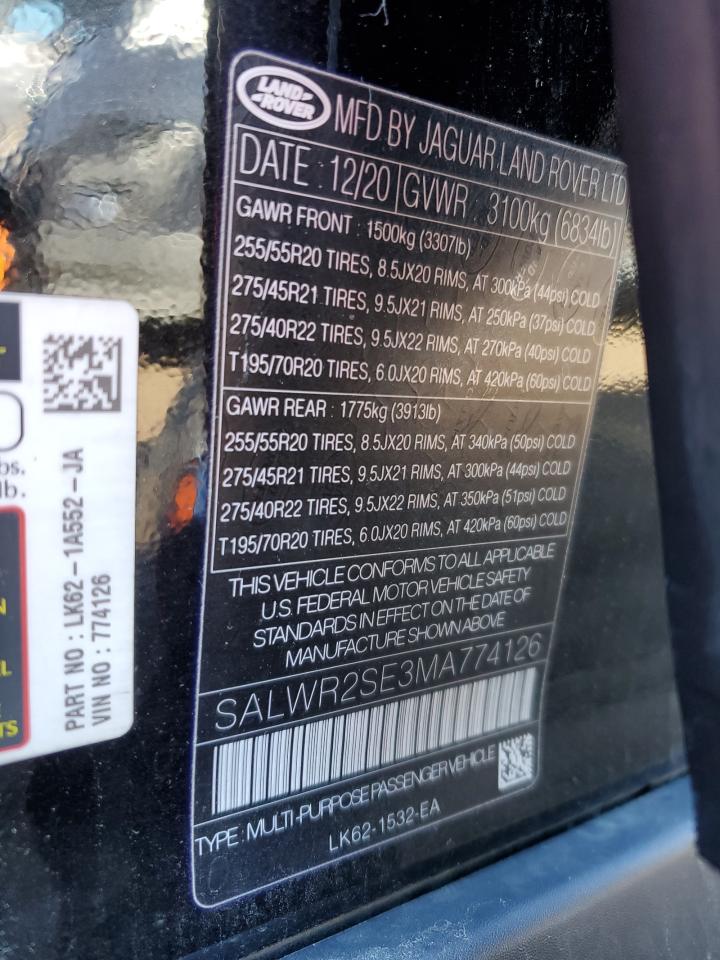 LAND
ROVER
MFD BY JAGUAR LAND ROVER LTD
DATE : 12/20 GVWR 3100kg (6834lb)
GAWR FRONT : 1500kg (3307lb)
255/55R20 TIRES, 8.5JX20 RIMS, AT 300kPa (44psi) COLD
275/45R21 TIRES, 9.5JX21 RIMS, AT 250kPa (37psi) COLD
275/40R22 TIRES, 9.5JX22 RIMS, AT 270kPa (40psi) COLD
T195/70R20 TIRES, 6.0JX20 RIMS, AT 420kPa (60psi) COLD
GAWR REAR : 1775kg (3913lb)
255/55R20 TIRES, 8.5JX20 RIMS, AT 340kPa (50psi) COLD
275/45R21 TIRES, 9.5JX21 RIMS, AT 300kPa (44psi) COLD
275/40R22 TIRES, 9.5JX22 RIMS, AT 350kPa (51psi) COLD
T195/70R20 TIRES, 6.0JX20 RIMS, AT 420kPa (60psi) COLD
THIS VEHICLE CONFORMS TO ALL APPLICABLE
U.S. FEDERAL MOTOR VEHICLE SAFETY
STANDARDS IN EFFECT ON THE DATE OF
MANUFACTURE SHOWN ABOVE
SALWR2SE3MA774126
TYPE : MULTI-PURPOSE PASSENGER VEHICLE
LK62-1532-EA
PART NO : LK62-1A552-JA
VIN NO : 774126
bs.
lb.